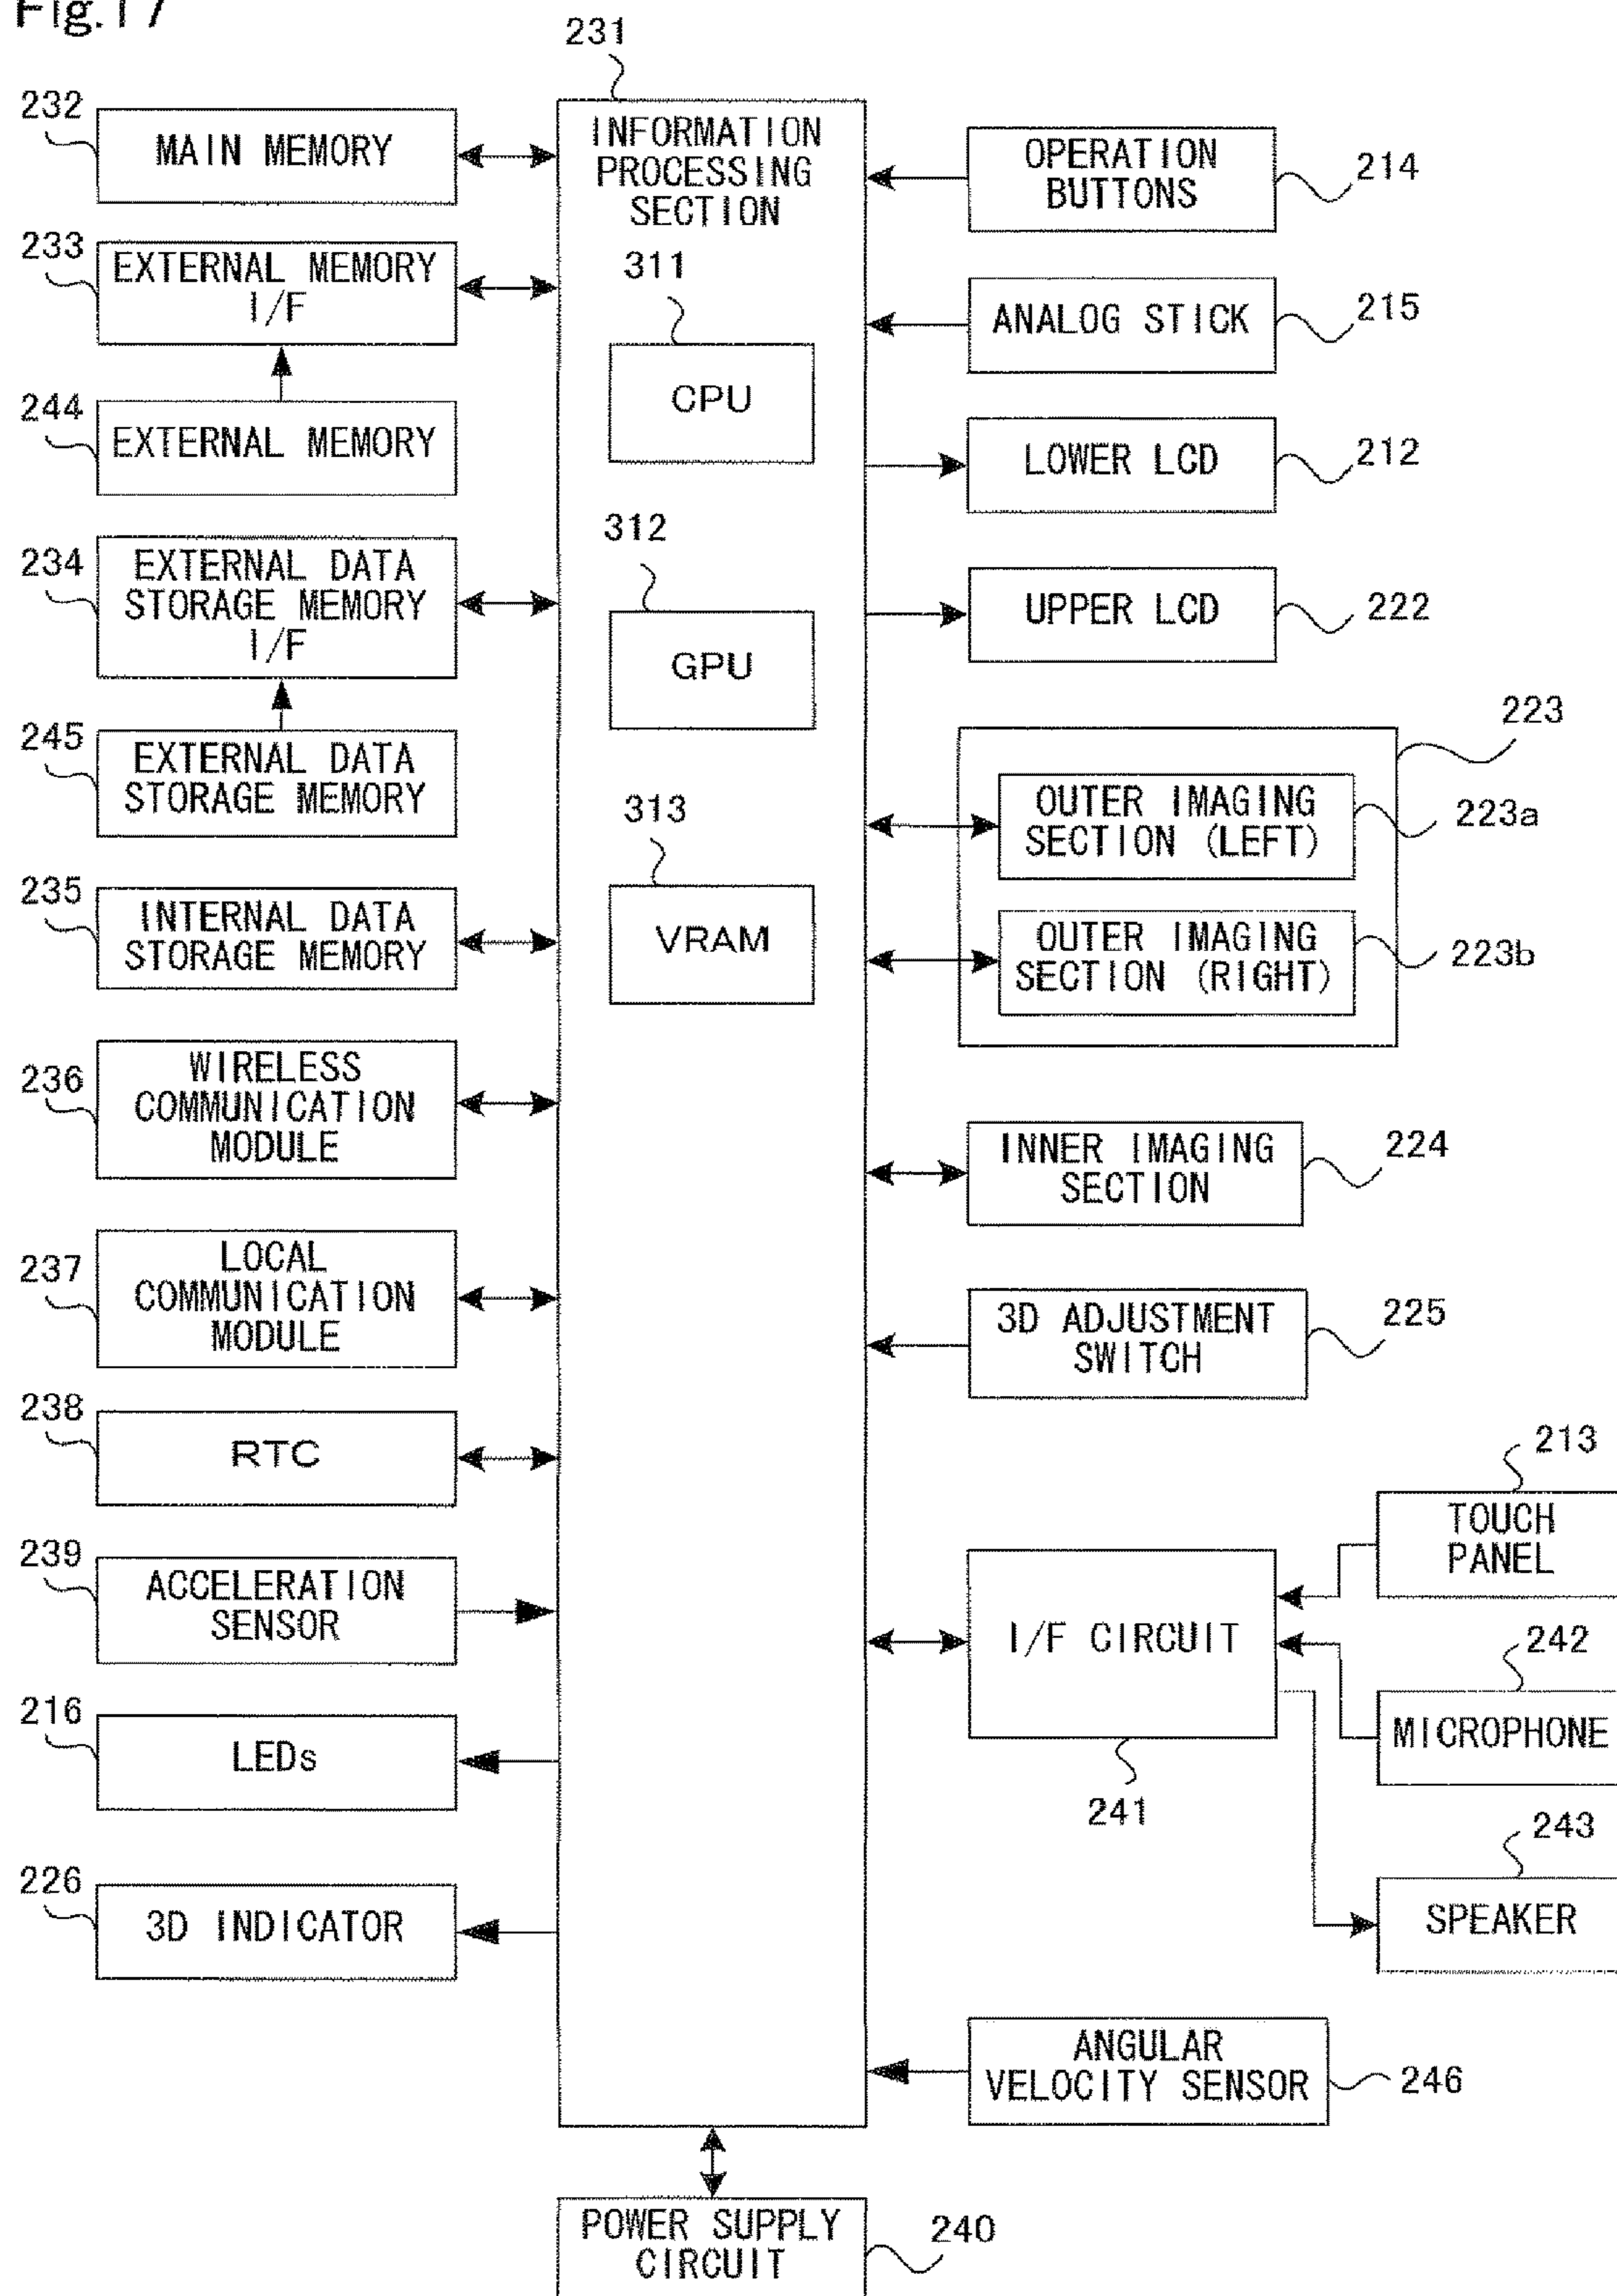 Fig.17
231
232
MAIN MEMORY
233
EXTERNAL MEMORY
I/F
244
EXTERNAL MEMORY
234
EXTERNAL DATA
STORAGE MEMORY
I/F
245
EXTERNAL DATA
STORAGE MEMORY
235
INTERNAL DATA
STORAGE MEMORY
236
WIRELESS
COMMUNICATION
MODULE
237
LOCAL
COMMUNICATION
MODULE
238
RTC
239
ACCELERATION
SENSOR
216
LEDs
226
3D INDICATOR
INFORMATION
PROCESSING
SECTION
311
CPU
312
GPU
313
VRAM
OPERATION
BUTTONS
214
ANALOG STICK
215
LOWER LCD
212
UPPER LCD
222
223
OUTER IMAGING
SECTION (LEFT)
223a
OUTER IMAGING
SECTION (RIGHT)
223b
INNER IMAGING
SECTION
224
3D ADJUSTMENT
SWITCH
225
213
TOUCH
PANEL
I/F CIRCUIT
241
242
MICROPHONE
243
SPEAKER
ANGULAR
VELOCITY SENSOR
246
POWER SUPPLY
CIRCUIT
240